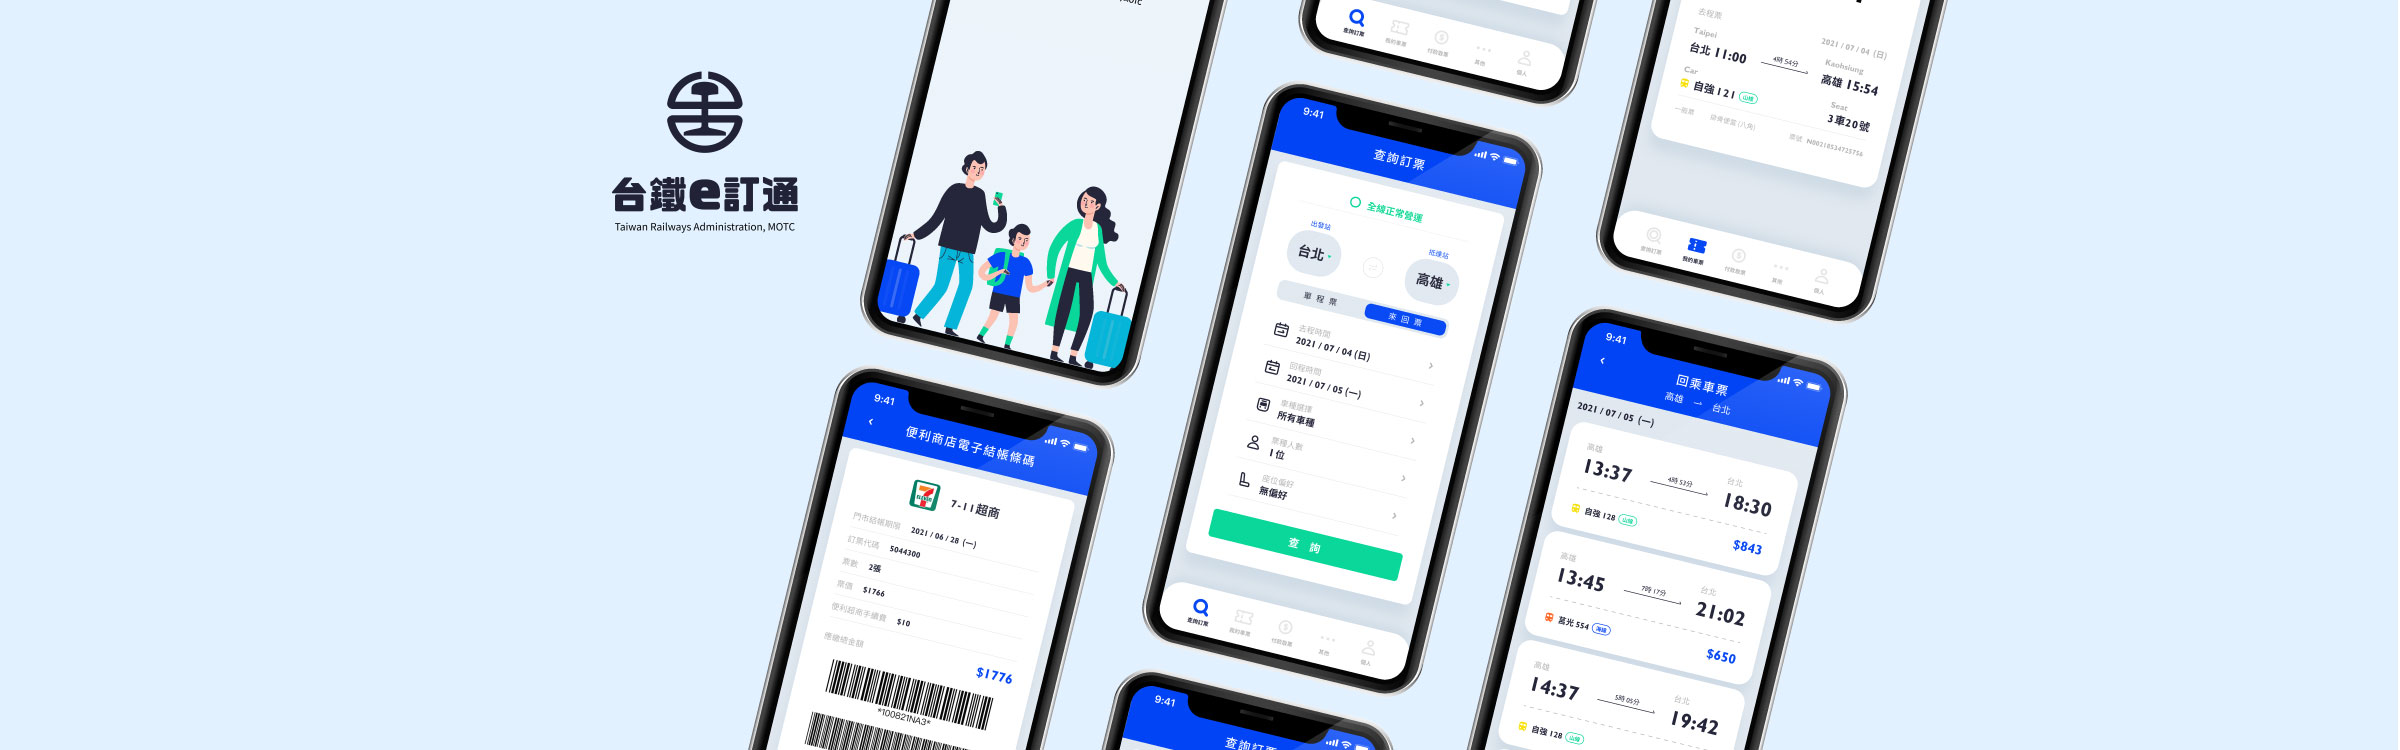 台鐵e訂通
Taiwan Railways Administration, MOTC
9:41
便利商店電子結帳條碼
7-11超商
門市結帳期限 2021 / 06 / 28 (一)
訂票代碼 5044300
票數 2張
票價 $1766
便利超商手續費 $10
應繳總金額
$1776
*100821NA3*
查詢訂票
我的車票
付款取票
其他
個人
9:41
查詢訂票
全線正常營運
出發站
台北
抵達站
高雄
單程票
來回票
去程時間
2021 / 07 / 04 (日)
回程時間
2021 / 07 / 05 (一)
車種選擇
所有車種
票種人數
1 位
座位偏好
無偏好
查 詢
查詢訂票
我的車票
付款取票
其他
個人
9:41
查詢訂票
去程票
2021 / 07 / 04 (日)
Taipei
台北 11:00
4時 54分
Kaohsiung
高雄 15:54
Car
自強 121
山線
Seat
3車20號
一般票
票號
查詢訂票
我的車票
付款取票
其他
個人
9:41
回乘車票
高雄 → 台北
2021 / 07 / 05 (一)
高雄
13:37
4時 53分
台北
18:30
自強 128
山線
$843
高雄
13:45
7時 17分
台北
21:02
莒光 554
海線
$650
高雄
14:37
5時 05分
台北
19:42
自強 128
山線